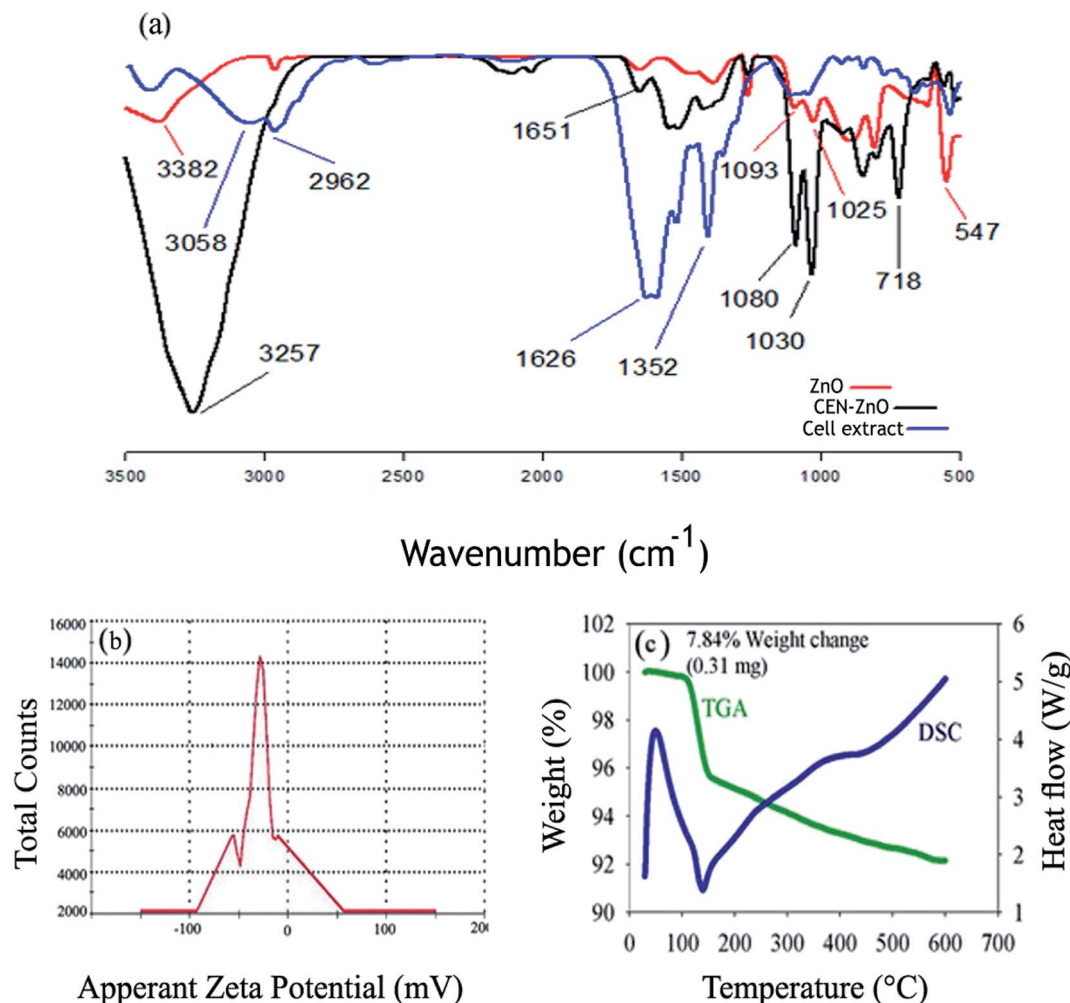 (a)
3382
3058
2962
3257
1651
1626
1352
1093
1025
1080
1030
718
547
ZnO
CEN-ZnO
Cell extract
3500 3000 2500 2000 1500 1000 500
Wavenumber (cm⁻¹)
(b)
Total Counts
16000
14000
12000
10000
8000
6000
4000
2000
-100 0 100 20
Apperant Zeta Potential (mV)
(c)
7.84% Weight change
(0.31 mg)
TGA
DSC
Weight (%)
102
100
98
96
94
92
90
Heat flow (W/g)
6
5
4
3
2
1
0 100 200 300 400 500 600 700
Temperature (°C)